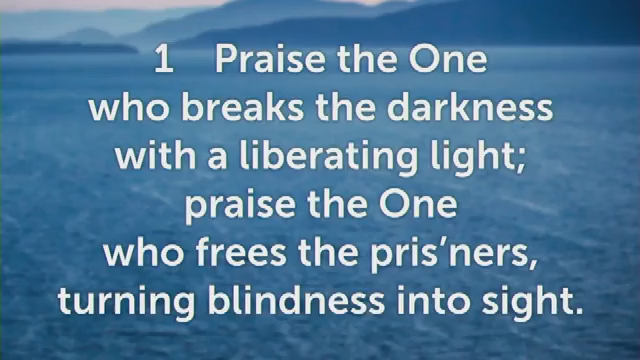 1 Praise the One
who breaks the darkness
with a liberating light;
praise the One
who frees the pris’ners,
turning blindness into sight.